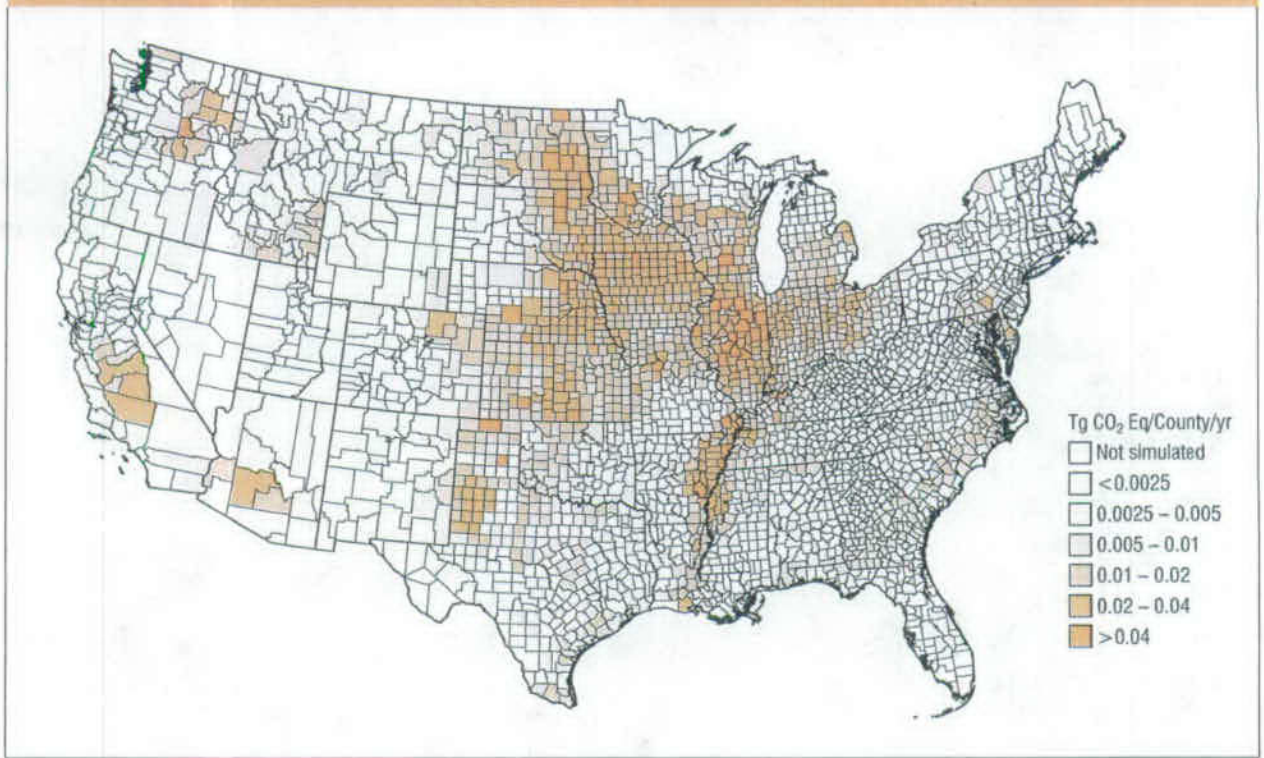 Tg CO₂ Eq/County/yr
Not simulated
<0.0025
0.0025 – 0.005
0.005 – 0.01
0.01 – 0.02
0.02 – 0.04
>0.04